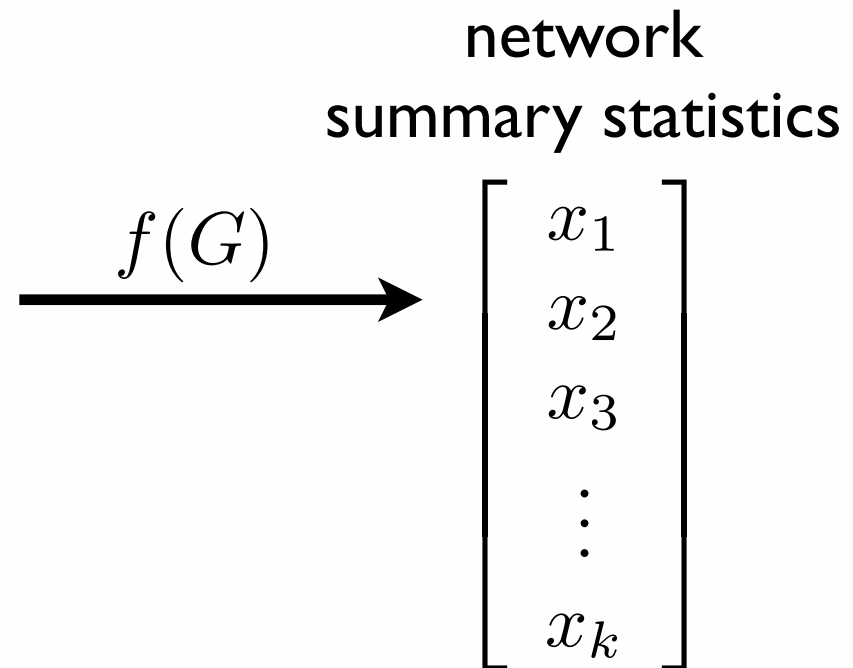 network
summary statistics
f(G)
x₁
x₂
x₃
⋮
xₖ